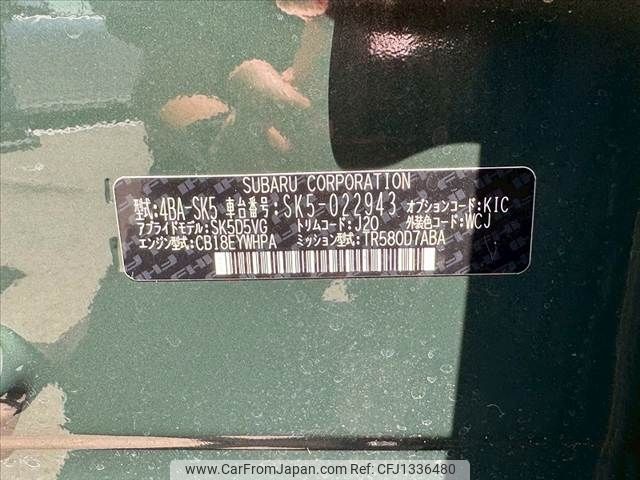 SUBARU CORPORATION
型式:4BA-SK5 車台番号:SK5-022943 オプションコード:KIC
アプライドモデル:SK5D5VG トリムコード:J20 外装色コード:WCJ
エンジン型式:CB18EYWHPA ミッション型式:TR580D7ABA
www.CarFromJapan.com CFJ1336480